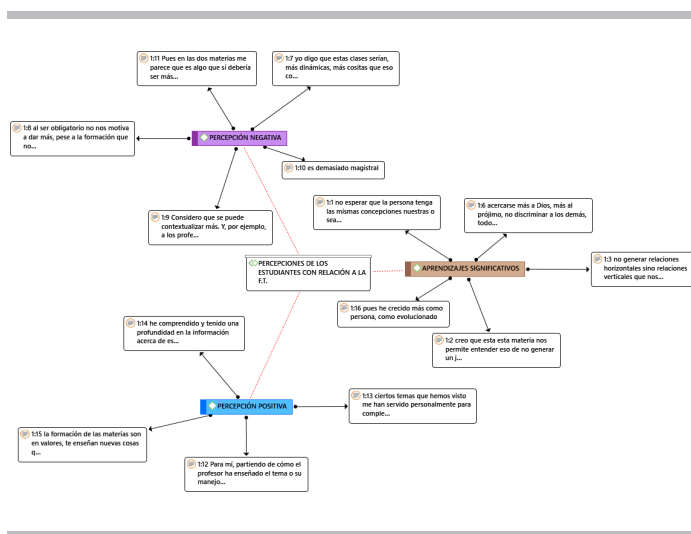 1:11 Pues en las dos materias me
parece que es algo que sí debería
ser más...
1:7 yo digo que estas clases serían,
más dinámicas, más cositas que eso
co...
1:8 al ser obligatorio no nos motiva
a dar más, pese a la formación que
no...
PERCEPCIÓN NEGATIVA
1:10 es demasiado magistral
1:9 Considero que se puede
contextualizar más. Y, por ejemplo,
a los profe...
1:1 no esperar que la persona tenga
las mismas concepciones nuestras o
sea...
1:6 acercarse más a Dios, más al
prójimo, no discriminar a los demás,
todo...
PERCEPCIONES DE LOS
ESTUDIANTES CON RELACIÓN A LA
F.T.
APRENDIZAJES SIGNIFICATIVOS
1:3 no generar relaciones
horizontales sino relaciones
verticales que nos...
1:16 pues he crecido más como
persona, como evolucionado
1:2 creo que esta esta materia nos
permite entender eso de no generar
un j...
1:14 he comprendido y tenido una
profundidad en la información
acerca de es...
PERCEPCIÓN POSITIVA
1:13 ciertos temas que hemos visto
me han servido personalmente para
comple...
1:15 la formación de las materias son
en valores, te enseñan nuevas cosas
q...
1:12 Para mí, partiendo de cómo el
profesor ha enseñado el tema o su
manejo...